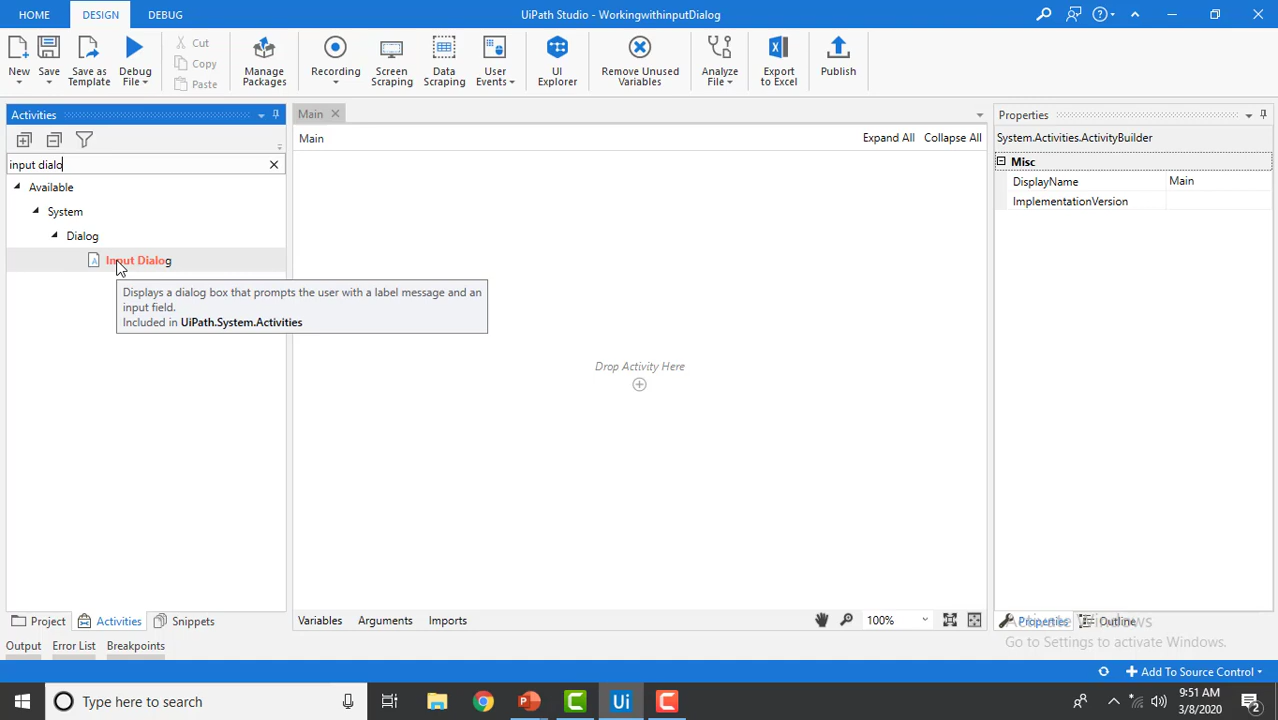 HOME DESIGN DEBUG UiPath Studio - WorkingwithinputDialog
New Save Save as Template Debug File Cut Copy Paste Manage Packages Recording Screen Scraping Data Scraping User Events UI Explorer Remove Unused Variables Analyze File Export to Excel Publish
Activities
input dialo
Available
System
Dialog
Input Dialog
Displays a dialog box that prompts the user with a label message and an
input field.
Included in UiPath.System.Activities
Main
Main Expand All Collapse All
Drop Activity Here
Properties
System.Activities.ActivityBuilder
Misc
DisplayName Main
ImplementationVersion
Project Activities Snippets
Variables Arguments Imports 100%
Properties Outline
Activate Windows
Go to Settings to activate Windows.
Output Error List Breakpoints
Add To Source Control
Type here to search
Ui
9:51 AM
3/8/2020
2